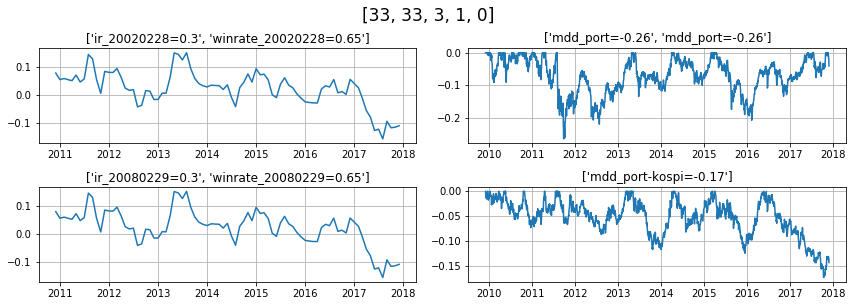 [33, 33, 3, 1, 0]
['ir_20020228=0.3', 'winrate_20020228=0.65']
0.1
0.0
−0.1
2011 2012 2013 2014 2015 2016 2017 2018
['mdd_port=-0.26', 'mdd_port=-0.26']
0.0
−0.1
−0.2
2010 2011 2012 2013 2014 2015 2016 2017 2018
['ir_20080229=0.3', 'winrate_20080229=0.65']
0.1
0.0
−0.1
2011 2012 2013 2014 2015 2016 2017 2018
['mdd_port-kospi=-0.17']
0.00
−0.05
−0.10
−0.15
2010 2011 2012 2013 2014 2015 2016 2017 2018